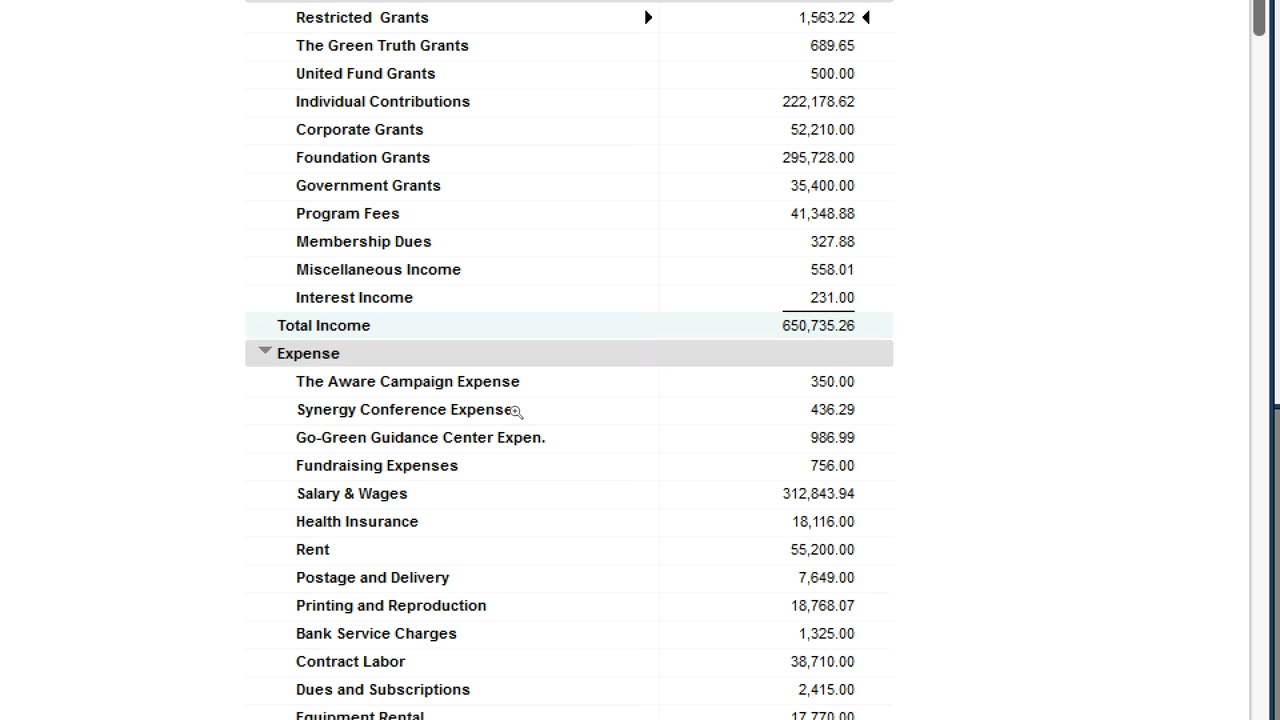 Restricted  Grants 1,563.22
The Green Truth Grants 689.65
United Fund Grants 500.00
Individual Contributions 222,178.62
Corporate Grants 52,210.00
Foundation Grants 295,728.00
Government Grants 35,400.00
Program Fees 41,348.88
Membership Dues 327.88
Miscellaneous Income 558.01
Interest Income 231.00
Total Income 650,735.26
Expense
The Aware Campaign Expense 350.00
Synergy Conference Expense 436.29
Go-Green Guidance Center Expen. 986.99
Fundraising Expenses 756.00
Salary & Wages 312,843.94
Health Insurance 18,116.00
Rent 55,200.00
Postage and Delivery 7,649.00
Printing and Reproduction 18,768.07
Bank Service Charges 1,325.00
Contract Labor 38,710.00
Dues and Subscriptions 2,415.00
Equipment Rental 17,770.00